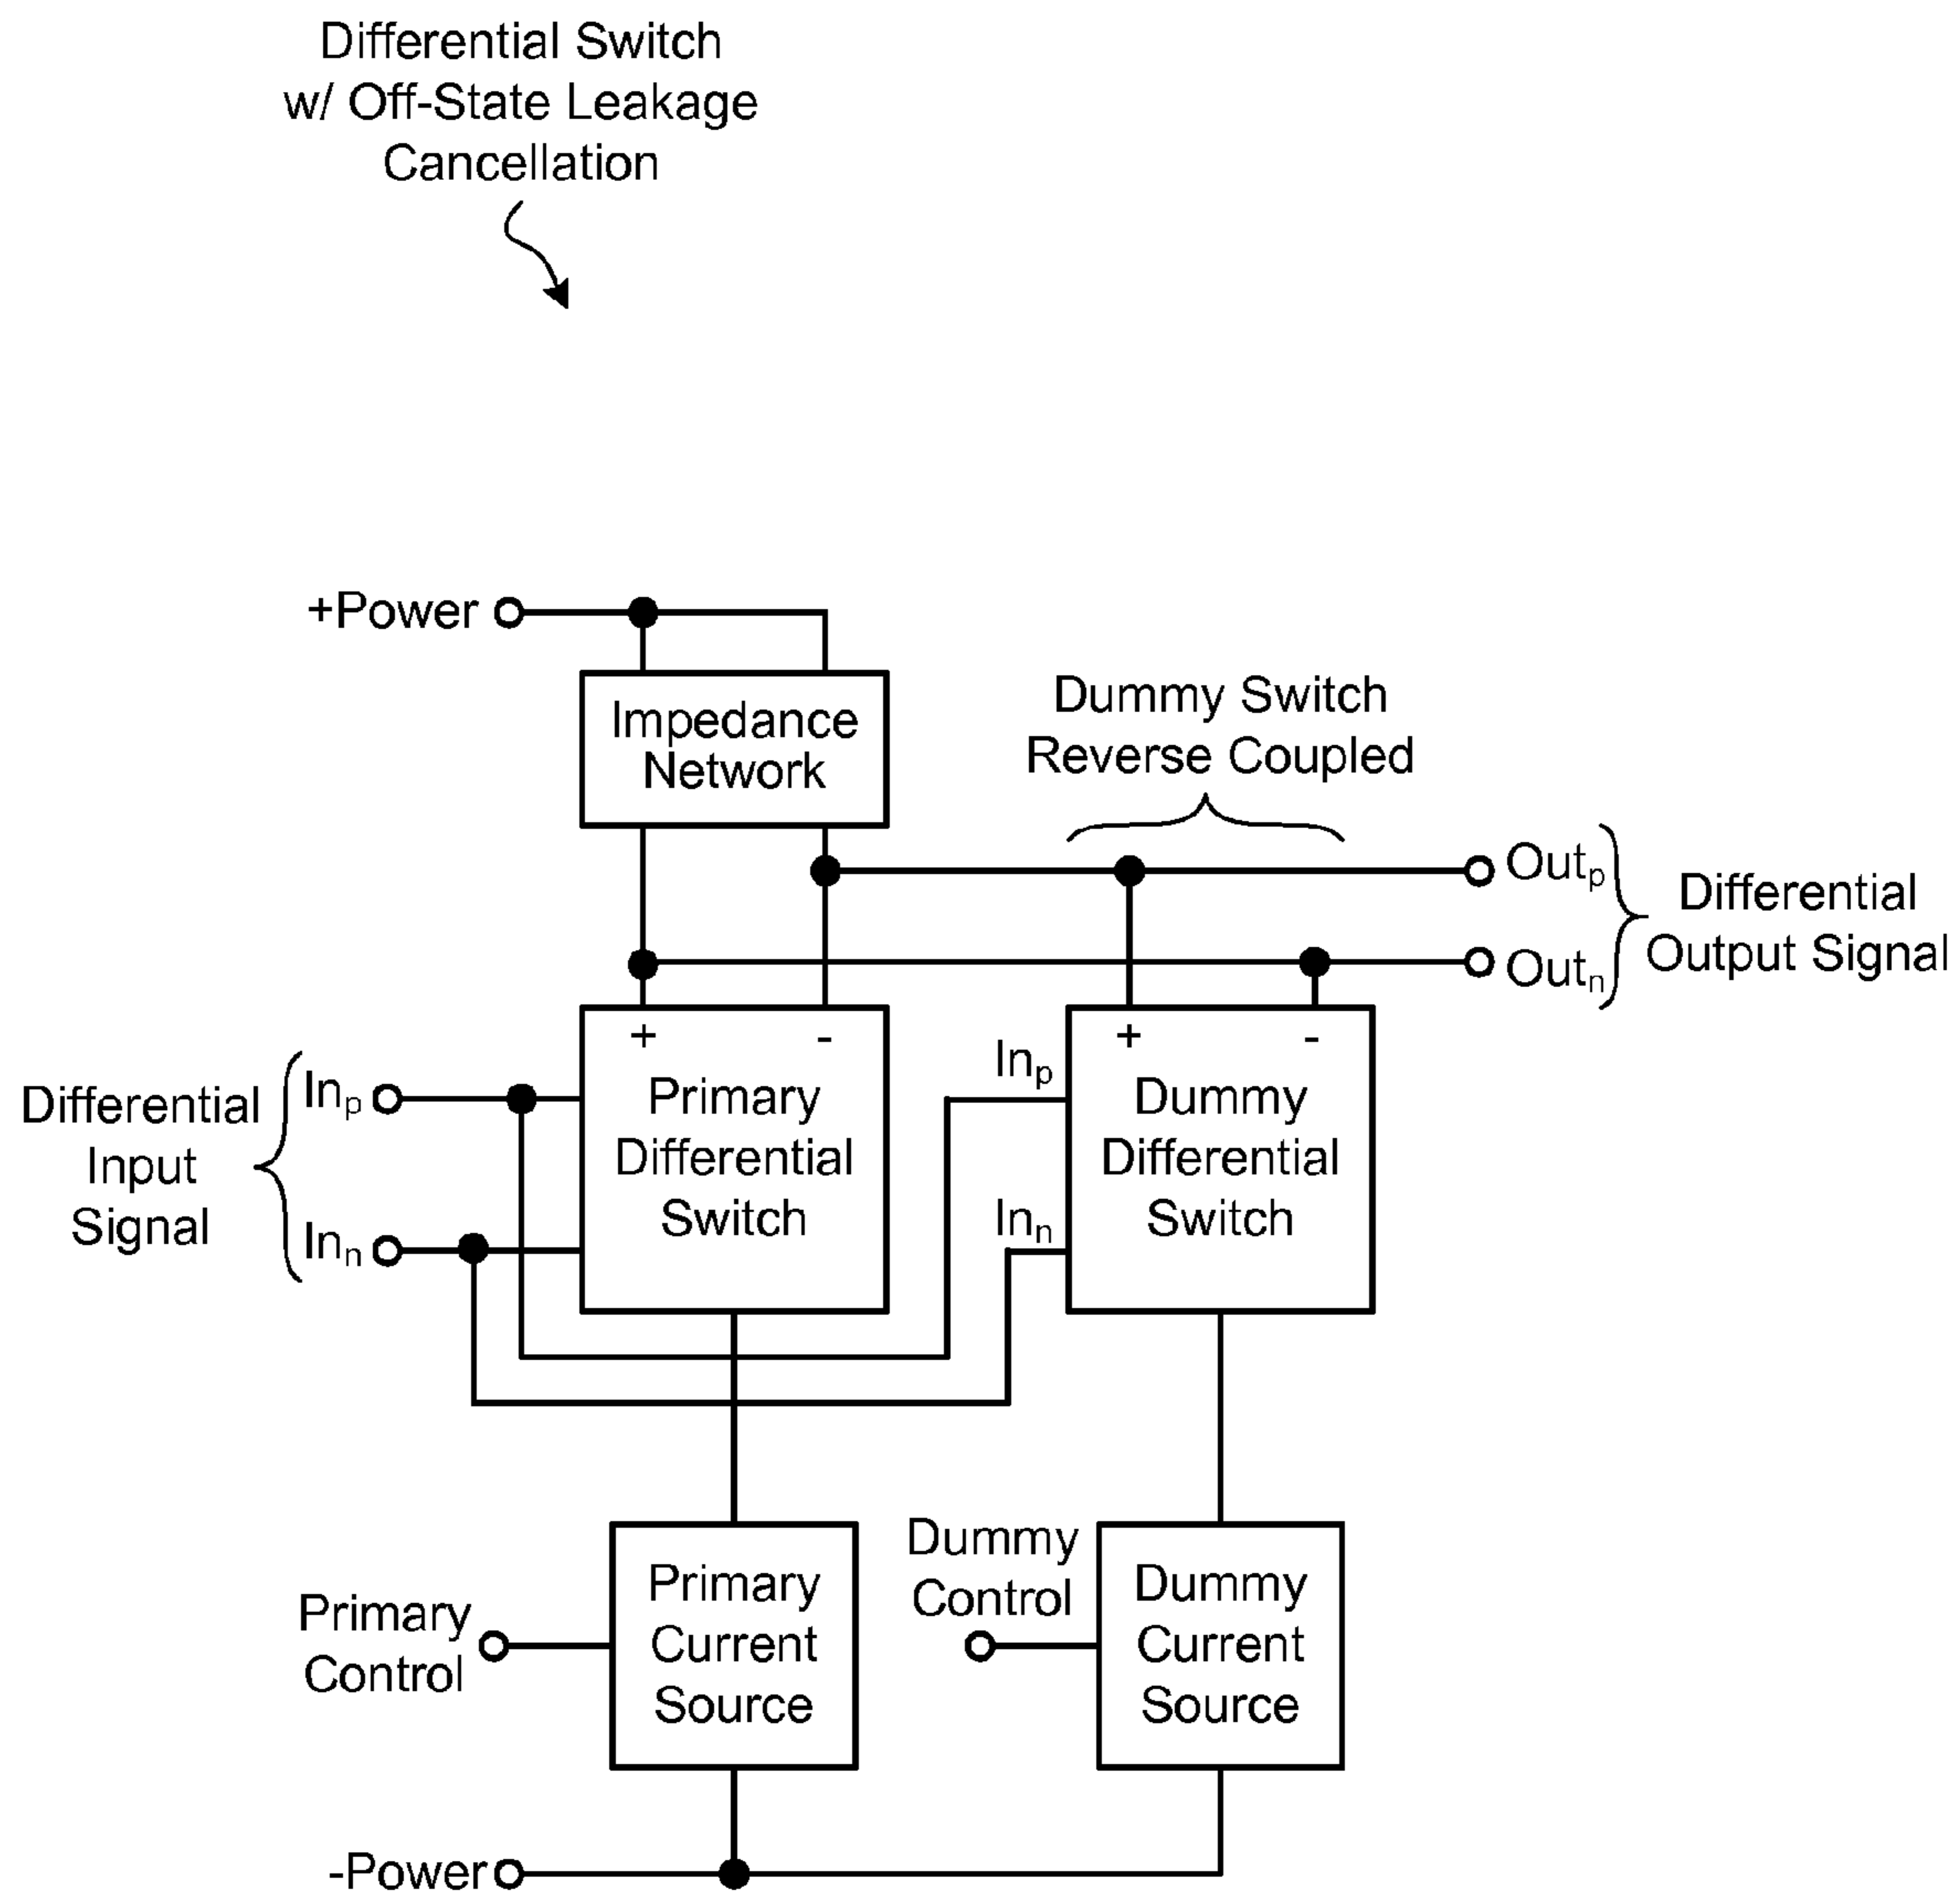 Differential Switch
w/ Off-State Leakage
Cancellation
+Power
Impedance
Network
Dummy Switch
Reverse Coupled
Outp
Outn
Differential
Output Signal
Differential
Input
Signal
Inp
Inn
+ -
Primary
Differential
Switch
Inp
Inn
+ -
Dummy
Differential
Switch
Primary
Control
Primary
Current
Source
Dummy
Control
Dummy
Current
Source
-Power